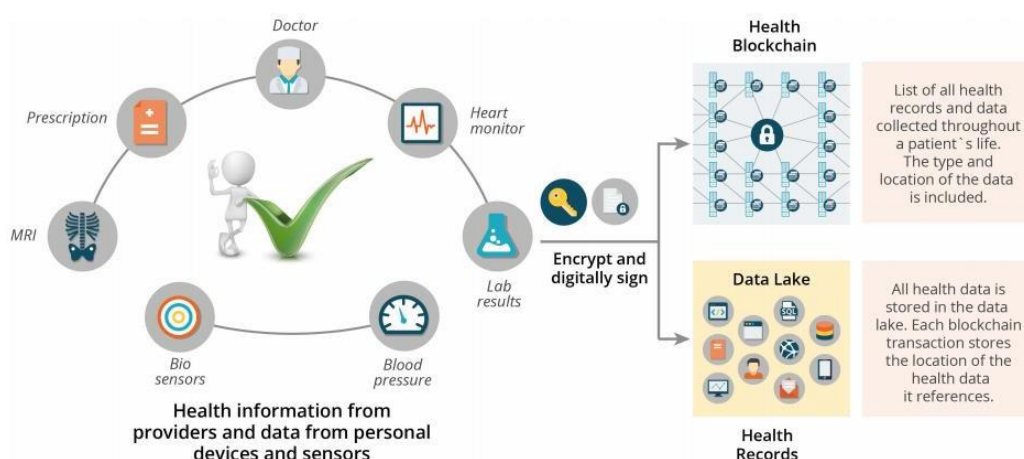 Doctor
Prescription
Heart
monitor
MRI
Lab
results
Bio
sensors
Blood
pressure
Health information from
providers and data from personal
devices and sensors
Encrypt and
digitally sign
Health
Blockchain
List of all health
records and data
collected throughout
a patient`s life.
The type and
location of the data
is included.
Data Lake
SQL
All health data is
stored in the data
lake. Each blockchain
transaction stores
the location of the
health data
it references.
Health
Records